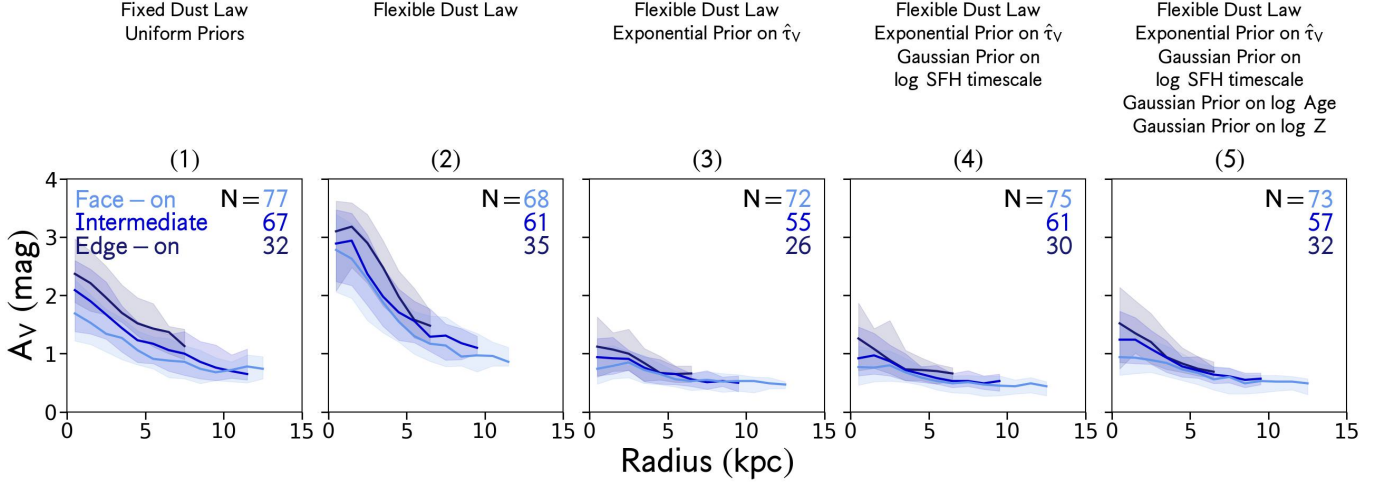 Fixed Dust Law
Uniform Priors
Flexible Dust Law
Flexible Dust Law
Exponential Prior on τ̂V
Flexible Dust Law
Exponential Prior on τ̂V
Gaussian Prior on
log SFH timescale
Flexible Dust Law
Exponential Prior on τ̂V
Gaussian Prior on
log SFH timescale
Gaussian Prior on log Age
Gaussian Prior on log Z
(1)
(2)
(3)
(4)
(5)
Face – on N = 77
Intermediate 67
Edge – on 32
N = 68
61
35
N = 72
55
26
N = 75
61
30
N = 73
57
32
4
3
2
1
0
Av (mag)
0 5 10 15
0 5 10 15
0 5 10 15
0 5 10 15
0 5 10 15
Radius (kpc)